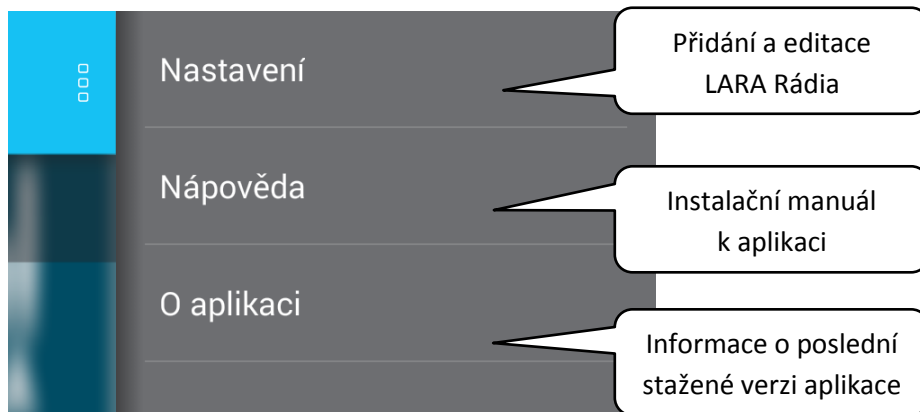 Nastavení
Přidání a editace
LARA Rádia
Nápověda
Instalační manuál
k aplikaci
O aplikaci
Informace o poslední
stažené verzi aplikace